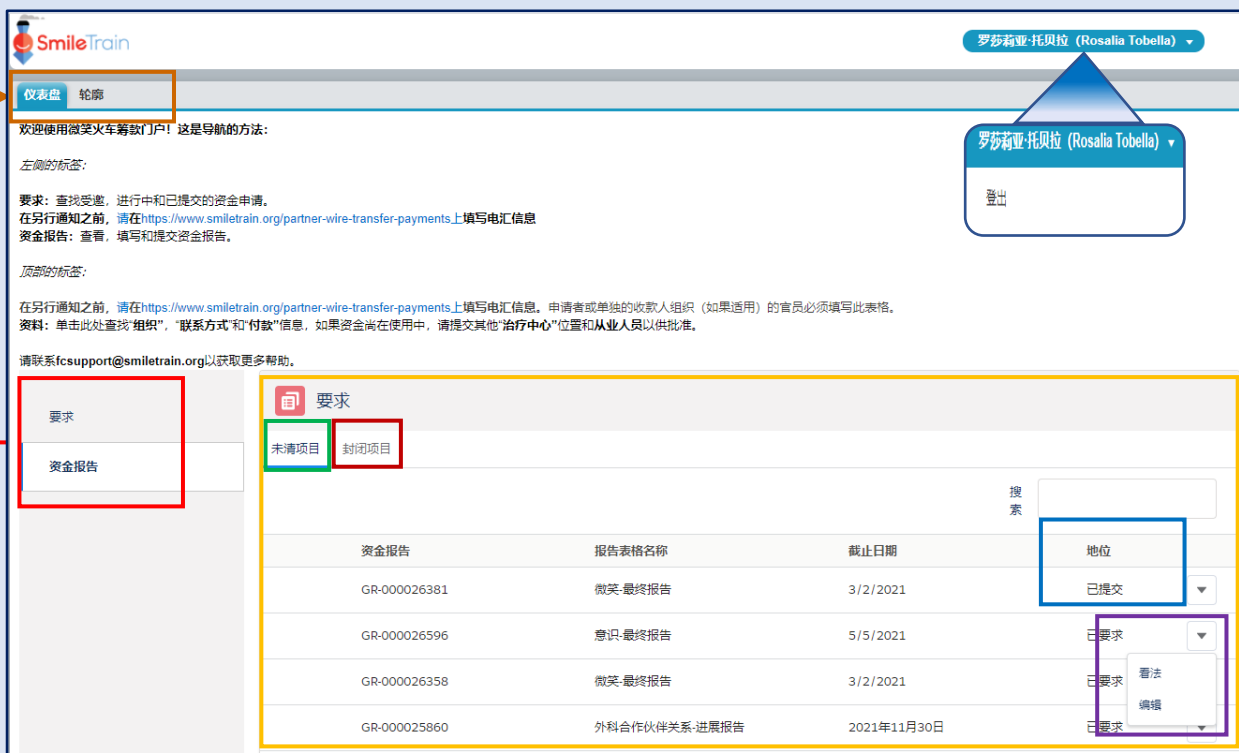 SmileTrain
罗莎莉亚·托贝拉 (Rosalia Tobella)
仪表盘 轮廓
罗莎莉亚·托贝拉 (Rosalia Tobella)
登出
欢迎使用微笑火车筹款门户！这是导航的方法：
左侧的标签：
要求：查找受邀，进行中和已提交的资金申请。
在另行通知之前，请在https://www.smiletrain.org/partner-wire-transfer-payments上填写电汇信息
资金报告：查看，填写和提交资金报告。
顶部的标签：
在另行通知之前，请在https://www.smiletrain.org/partner-wire-transfer-payments上填写电汇信息。申请者或单独的收款人组织（如果适用）的官员必须填写此表格。
资料：单击此处查找“组织”，“联系方式”和“付款”信息，如果资金尚在使用中，请提交其他“治疗中心”位置和从业人员以供批准。
请联系fcsupport@smiletrain.org以获取更多帮助。
要求
资金报告
要求
未清项目 封闭项目
搜索
资金报告 报告表格名称 截止日期 地位
GR-000026381 微笑-最终报告 3/2/2021 已提交
GR-000026596 意识-最终报告 5/5/2021 已要求
GR-000026358 微笑-最终报告 3/2/2021 已要求
看法
编辑
GR-000025860 外科合作伙伴关系-进展报告 2021年11月30日 已要求